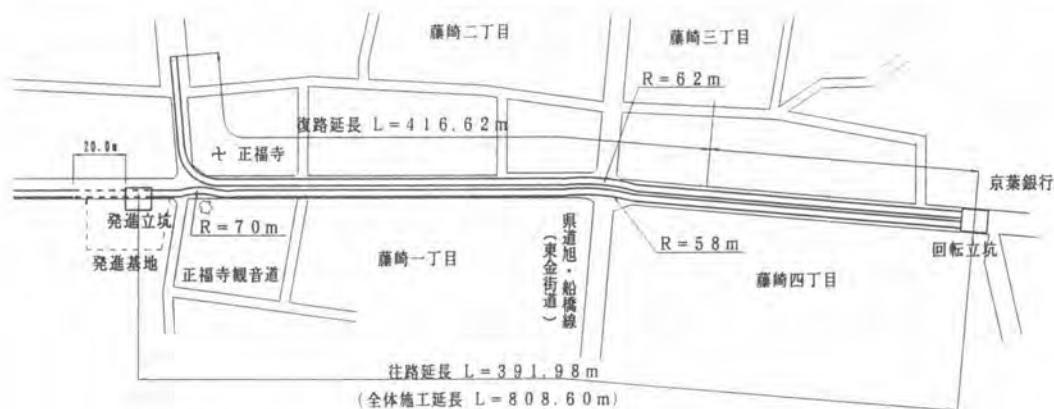 藤崎二丁目
藤崎三丁目
R=62m
復路延長 L=416.62m
20.0m
正福寺
京葉銀行
発進立坑
R=70m
発進基地
正福寺観音道
藤崎一丁目
県道旭・船橋線
(東金街道)
R=58m
回転立坑
藤崎四丁目
往路延長 L=391.98m
(全体施工延長 L=808.60m)